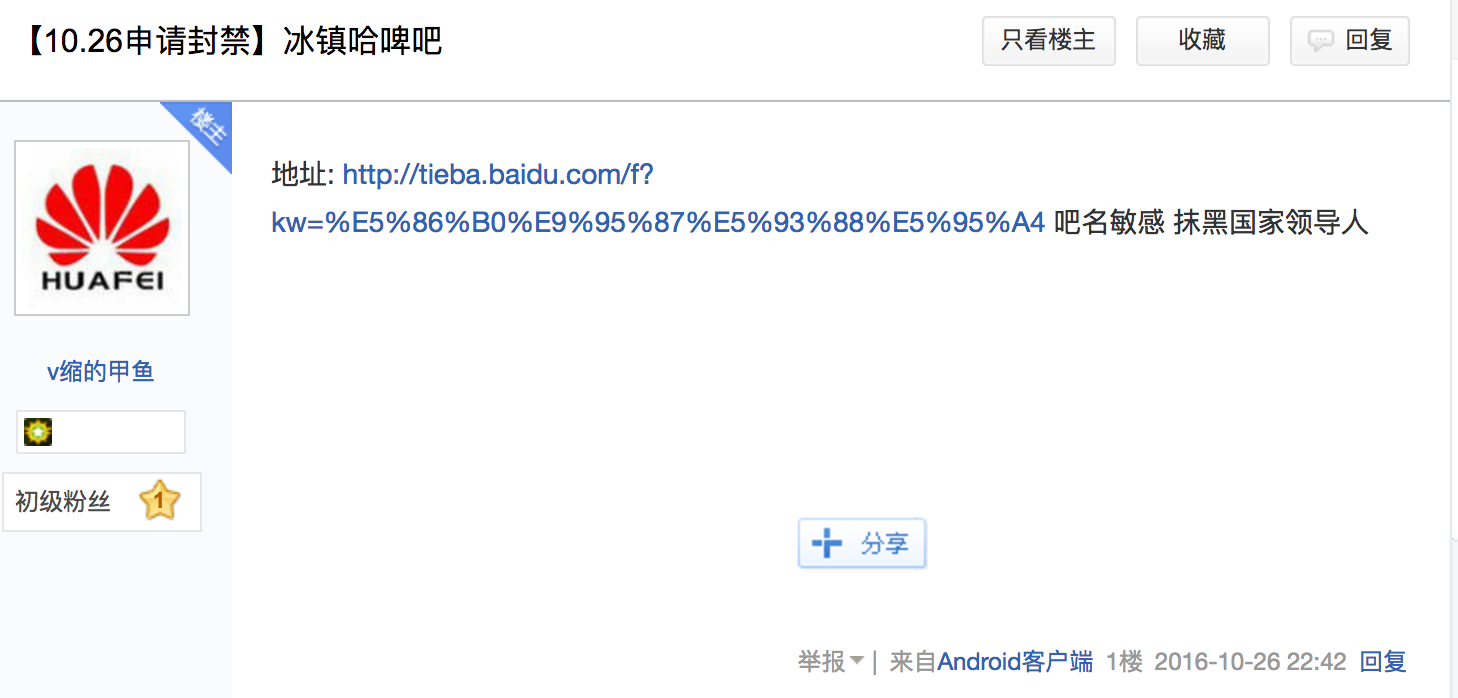 【10.26申请封禁】冰镇哈啤吧
只看楼主
收藏
回复
楼主
HUAFEI
地址: http://tieba.baidu.com/f?
kw=%E5%86%B0%E9%95%87%E5%93%88%E5%95%A4 吧名敏感 抹黑国家领导人
v缩的甲鱼
初级粉丝 1
分享
举报 | 来自Android客户端 1楼 2016-10-26 22:42 回复